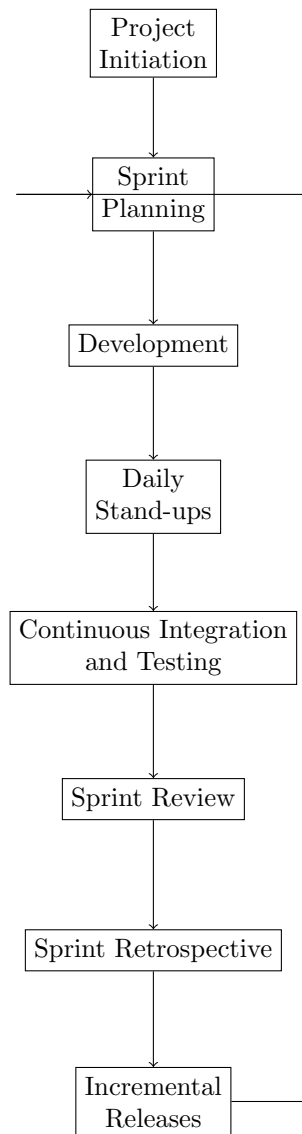 Project
Initiation
Sprint
Planning
Development
Daily
Stand-ups
Continuous Integration
and Testing
Sprint Review
Sprint Retrospective
Incremental
Releases